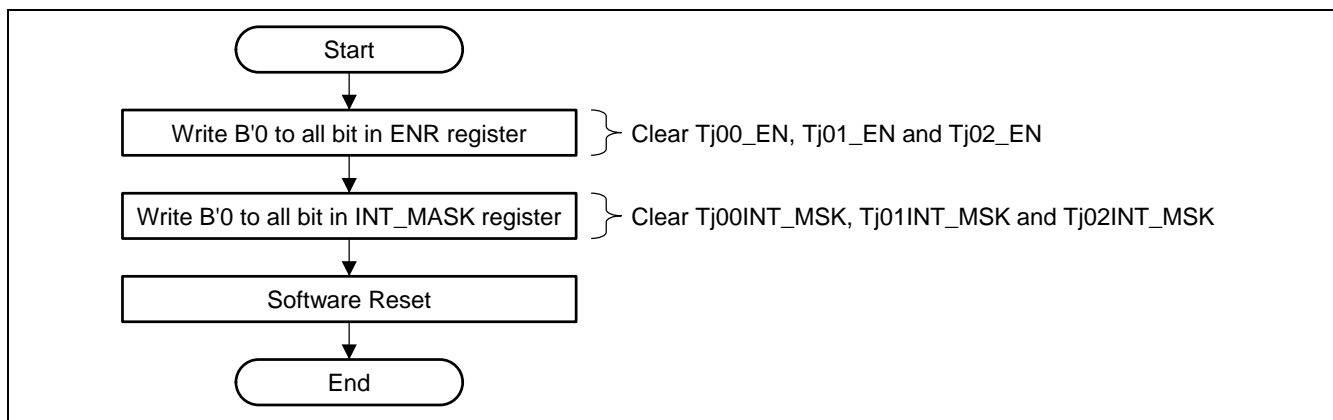 Start
Write B'0 to all bit in ENR register
Clear Tj00_EN, Tj01_EN and Tj02_EN
Write B'0 to all bit in INT_MASK register
Clear Tj00INT_MSK, Tj01INT_MSK and Tj02INT_MSK
Software Reset
End